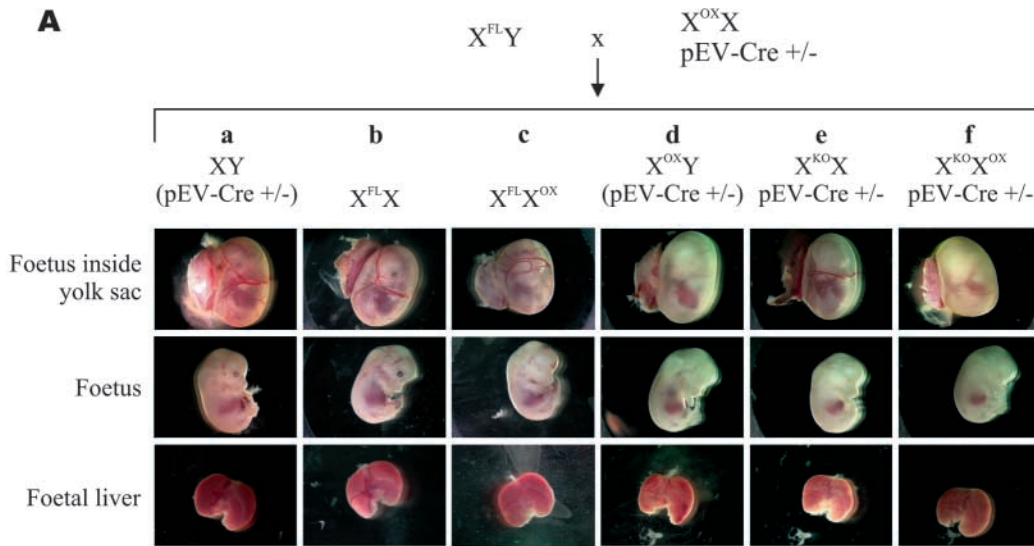 A
X^FL Y x X^OX X
pEV-Cre +/-
a b c d e f
XY X^FL X X^FL X^OX X^OX Y X^KO X X^KO X^OX
(pEV-Cre +/-) (pEV-Cre +/-) pEV-Cre +/- pEV-Cre +/-
Foetus inside
yolk sac
Foetus
Foetal liver